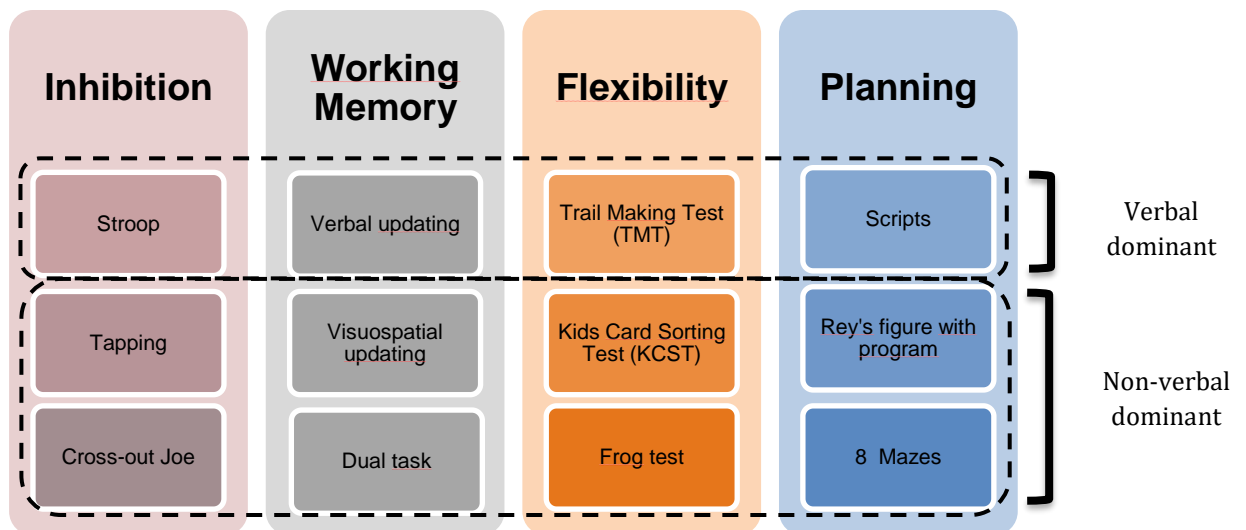 Inhibition
Working
Memory
Flexibility
Planning
Stroop
Verbal updating
Trail Making Test
(TMT)
Scripts
Verbal
dominant
Tapping
Visuospatial
updating
Kids Card Sorting
Test (KCST)
Rey's figure with
program
Non-verbal
dominant
Cross-out Joe
Dual task
Frog test
8 Mazes